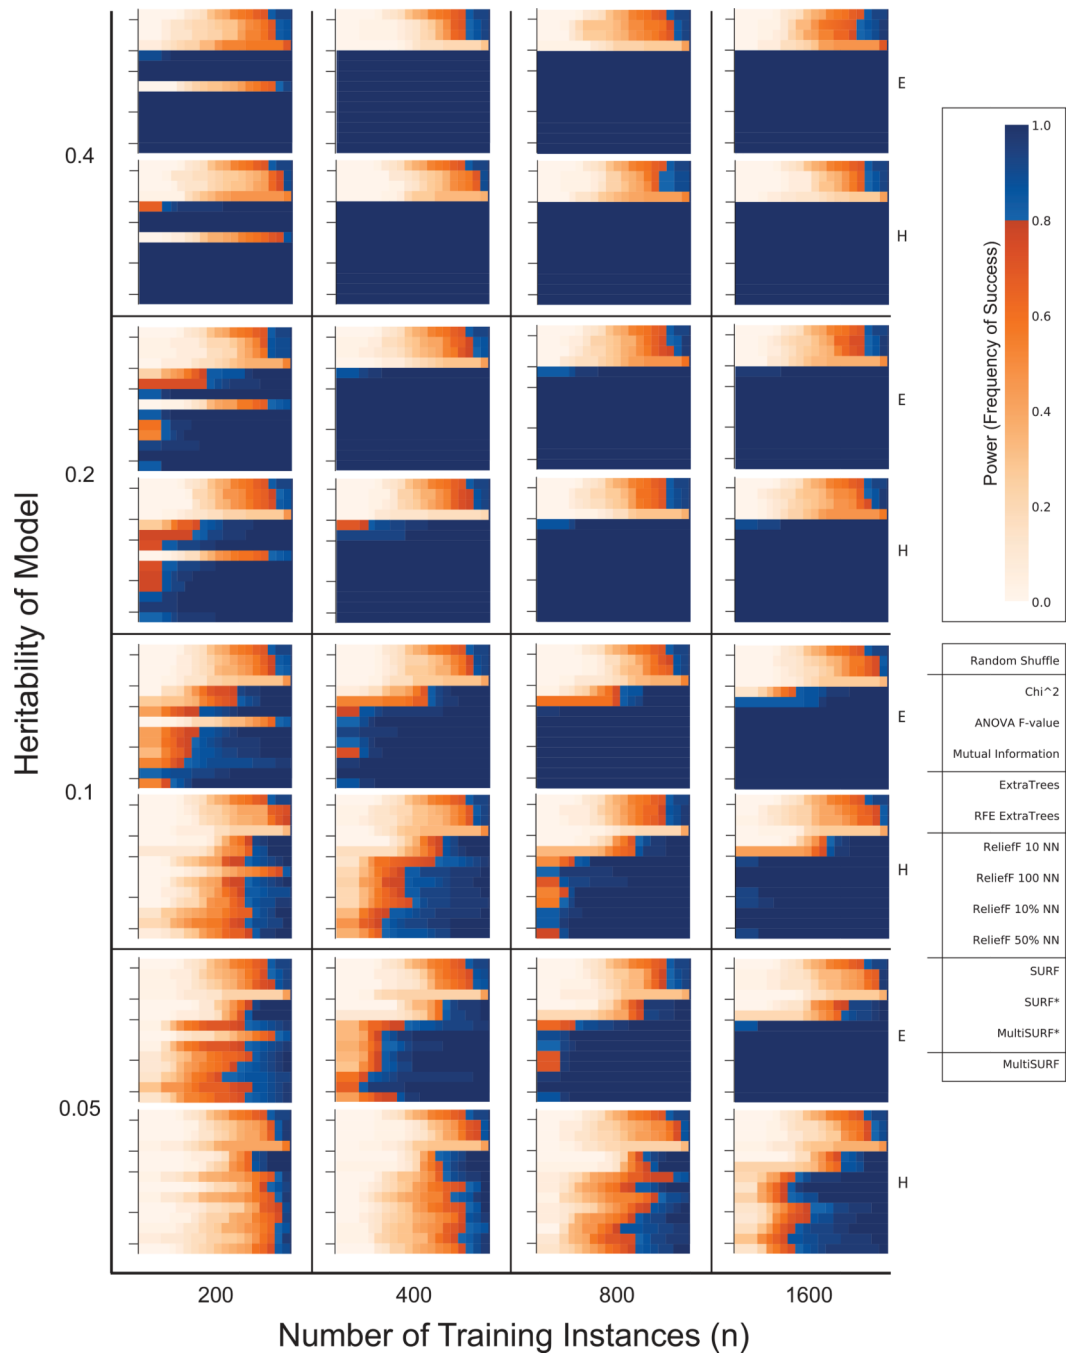 Heritability of Model
0.4
0.2
0.1
0.05
E
H
E
H
E
H
E
H
200
400
800
1600
Number of Training Instances (n)
Power (Frequency of Success)
1.0
0.8
0.6
0.4
0.2
0.0
Random Shuffle
Chi^2
ANOVA F-value
Mutual Information
ExtraTrees
RFE ExtraTrees
ReliefF 10 NN
ReliefF 100 NN
ReliefF 10% NN
ReliefF 50% NN
SURF
SURF*
MultiSURF*
MultiSURF